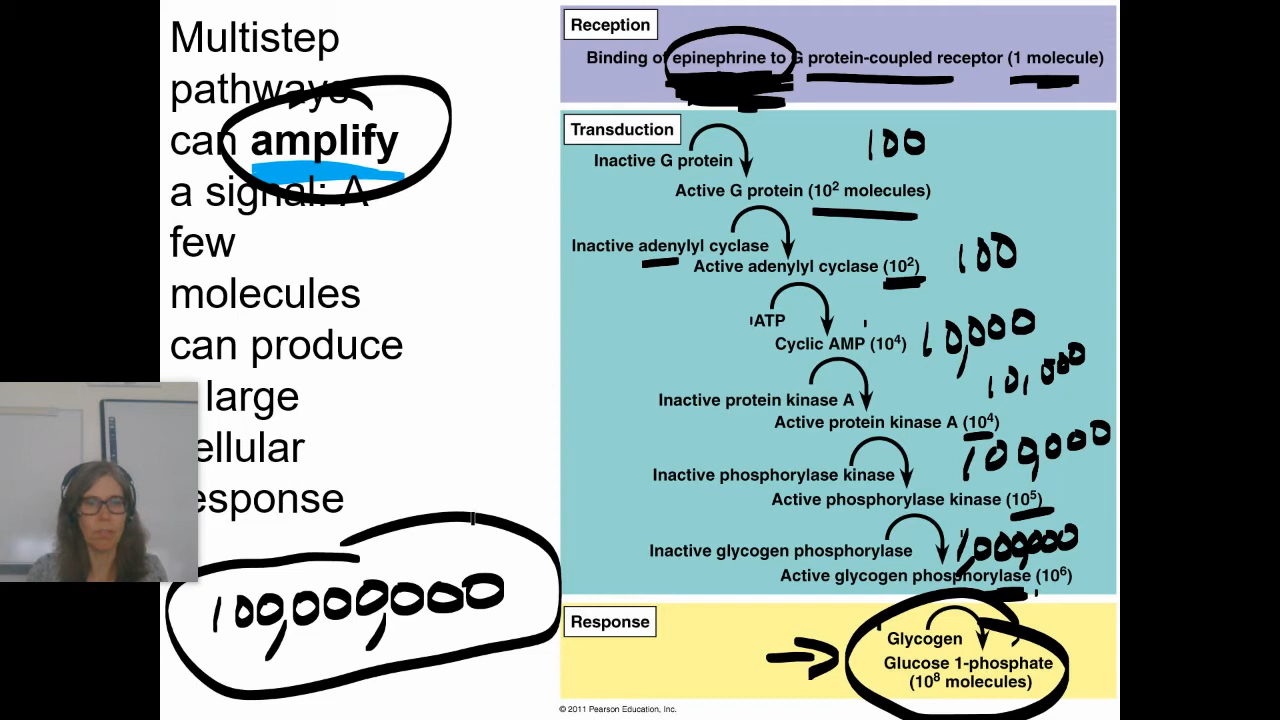 Multistep
pathways
can amplify
a signal: A
few
molecules
can produce
large
ellular
esponse
100,000,000
Reception
Binding of epinephrine to G protein-coupled receptor (1 molecule)
Transduction
100
Inactive G protein
Active G protein (10² molecules)
Inactive adenylyl cyclase
100
Active adenylyl cyclase (10²)
ATP
10,000
Cyclic AMP (10⁴)
10,000
Inactive protein kinase A
Active protein kinase A (10⁴)
100,000
Inactive phosphorylase kinase
Active phosphorylase kinase (10⁵)
1,000,000
Inactive glycogen phosphorylase
Active glycogen phosphorylase (10⁶)
Response
Glycogen
Glucose 1-phosphate
(10⁸ molecules)
© 2011 Pearson Education, Inc.